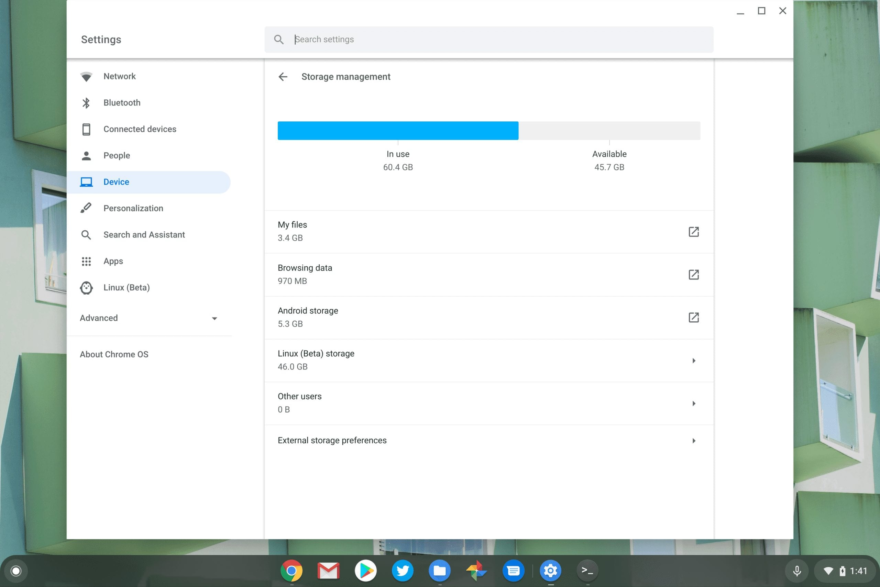 Settings
Search settings
Network
Bluetooth
Connected devices
People
Device
Personalization
Search and Assistant
Apps
Linux (Beta)
Advanced
About Chrome OS
Storage management
In use
60.4 GB
Available
45.7 GB
My files
3.4 GB
Browsing data
970 MB
Android storage
5.3 GB
Linux (Beta) storage
46.0 GB
Other users
0 B
External storage preferences
>_
1:41